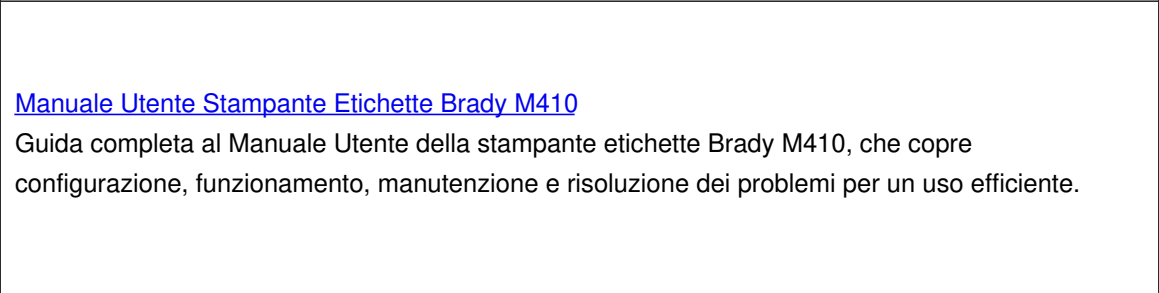 Manuale Utente Stampante Etichette Brady M410
Guida completa al Manuale Utente della stampante etichette Brady M410, che copre
configurazione, funzionamento, manutenzione e risoluzione dei problemi per un uso efficiente.